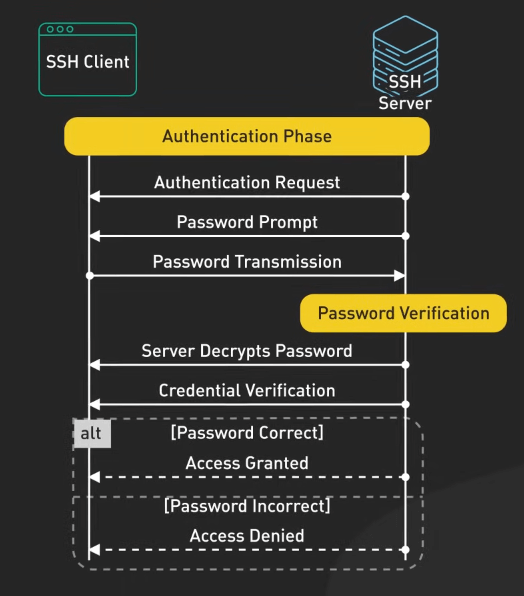 SSH Client
SSH
Server
Authentication Phase
Authentication Request
Password Prompt
Password Transmission
Password Verification
Server Decrypts Password
Credential Verification
alt
[Password Correct]
Access Granted
[Password Incorrect]
Access Denied